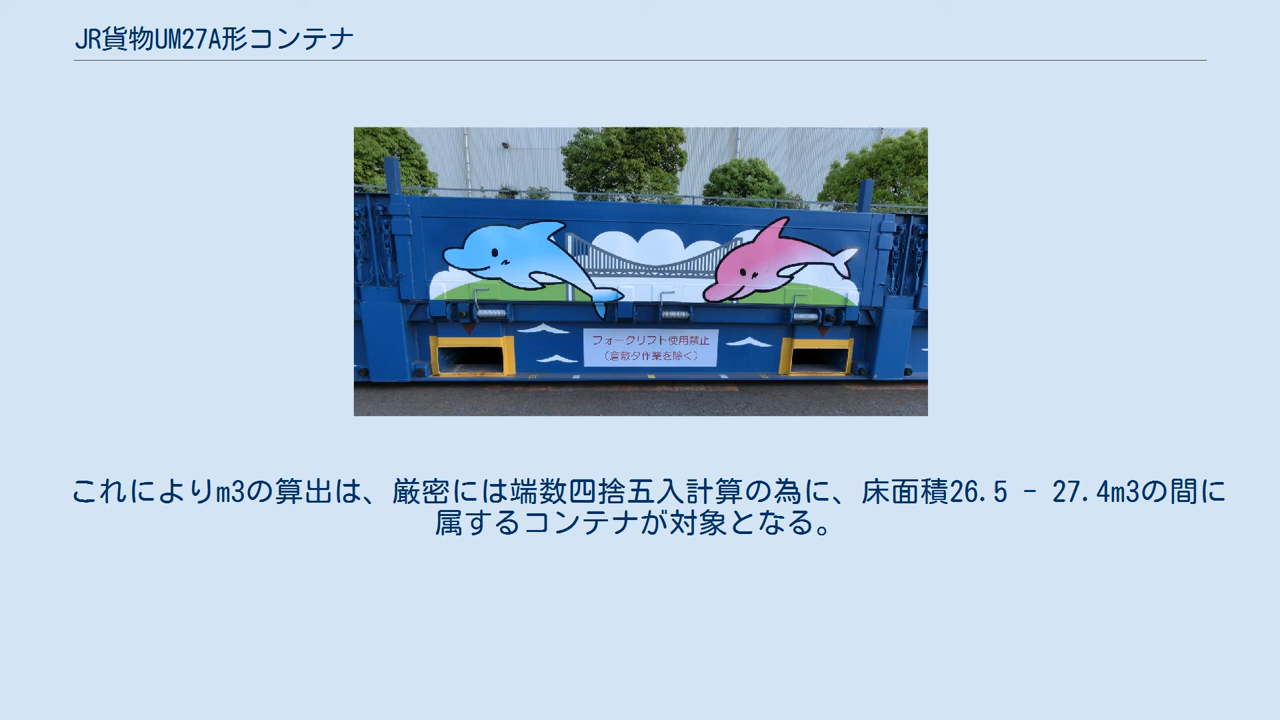 JR貨物UM27A形コンテナ
フォークリフト使用禁止
（倉敷タ作業を除く）
これによりm3の算出は、厳密には端数四捨五入計算の為に、床面積26.5 - 27.4m3の間に
属するコンテナが対象となる。